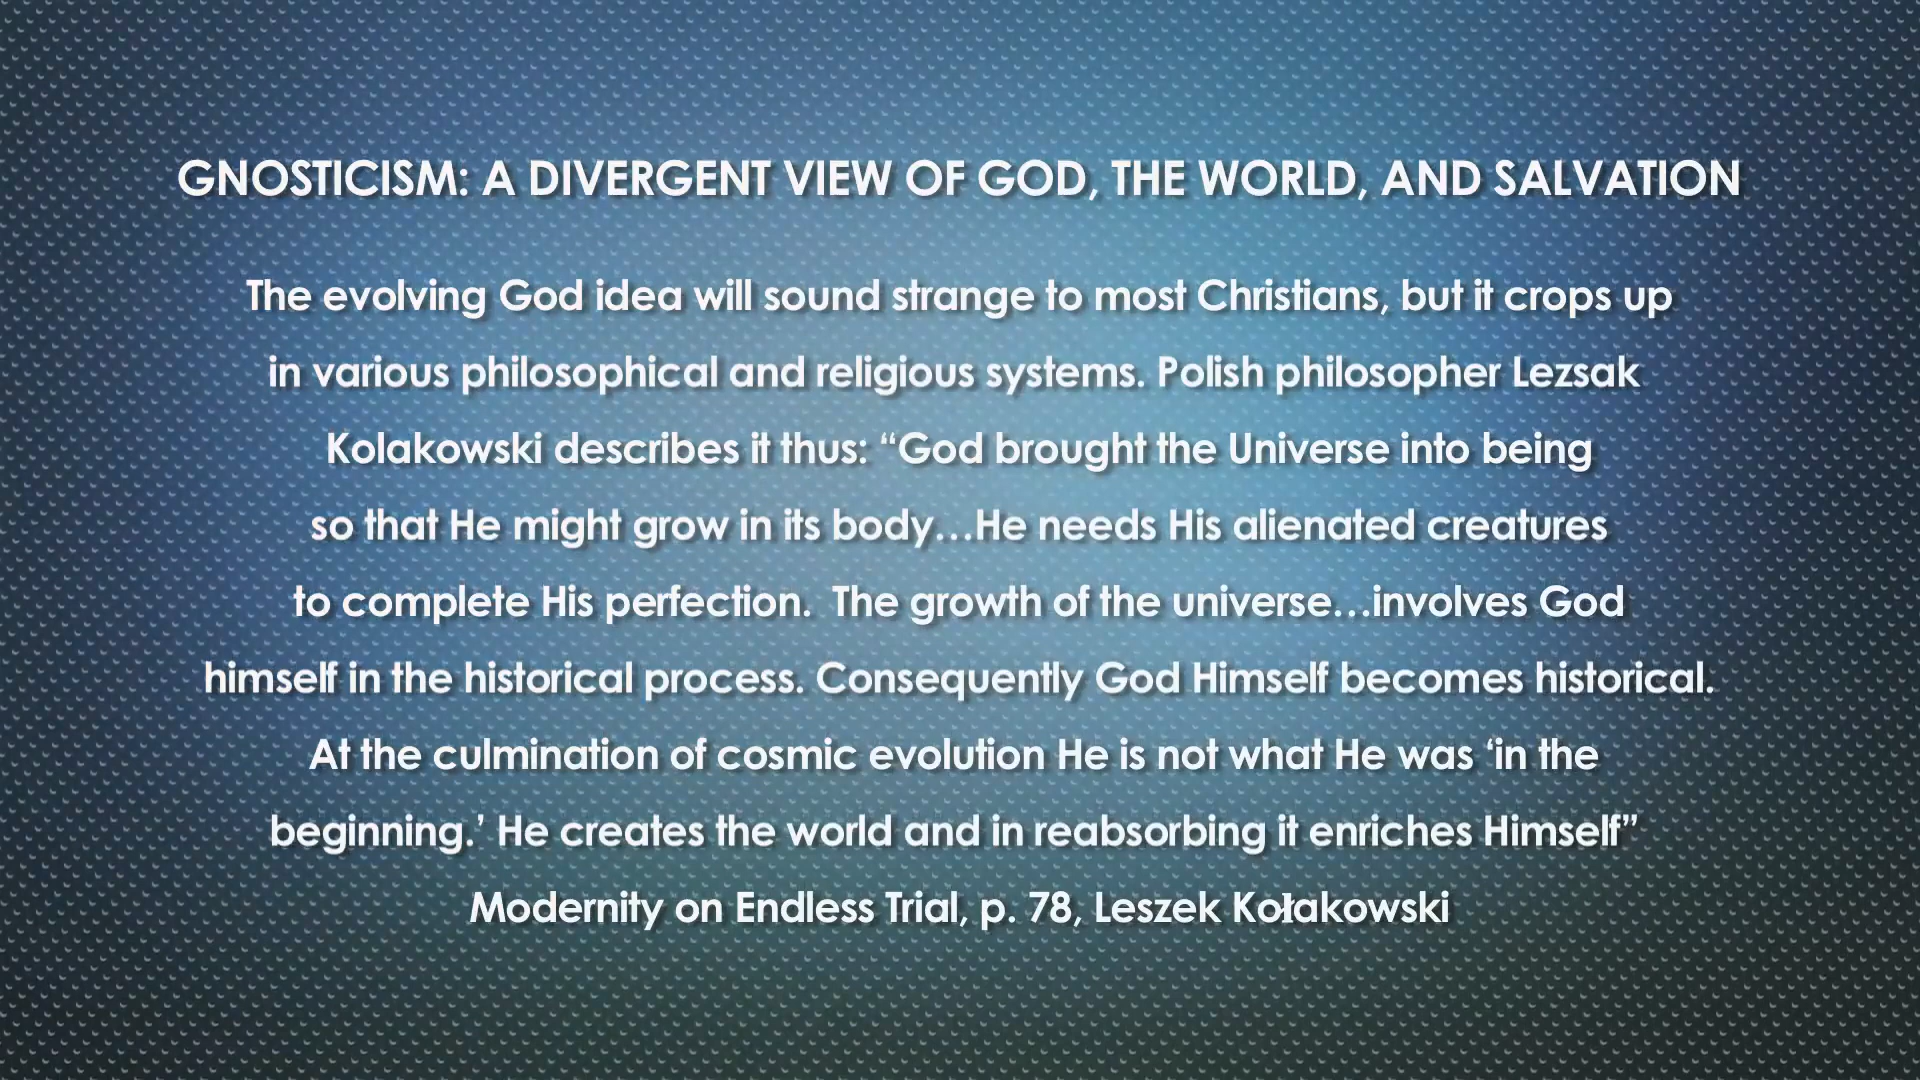 GNOSTICISM: A DIVERGENT VIEW OF GOD, THE WORLD, AND SALVATION
The evolving God idea will sound strange to most Christians, but it crops up
in various philosophical and religious systems. Polish philosopher Lezsak
Kolakowski describes it thus: “God brought the Universe into being
so that He might grow in its body…He needs His alienated creatures
to complete His perfection.  The growth of the universe…involves God
himself in the historical process. Consequently God Himself becomes historical.
At the culmination of cosmic evolution He is not what He was ‘in the
beginning.’ He creates the world and in reabsorbing it enriches Himself”
Modernity on Endless Trial, p. 78, Leszek Kołakowski